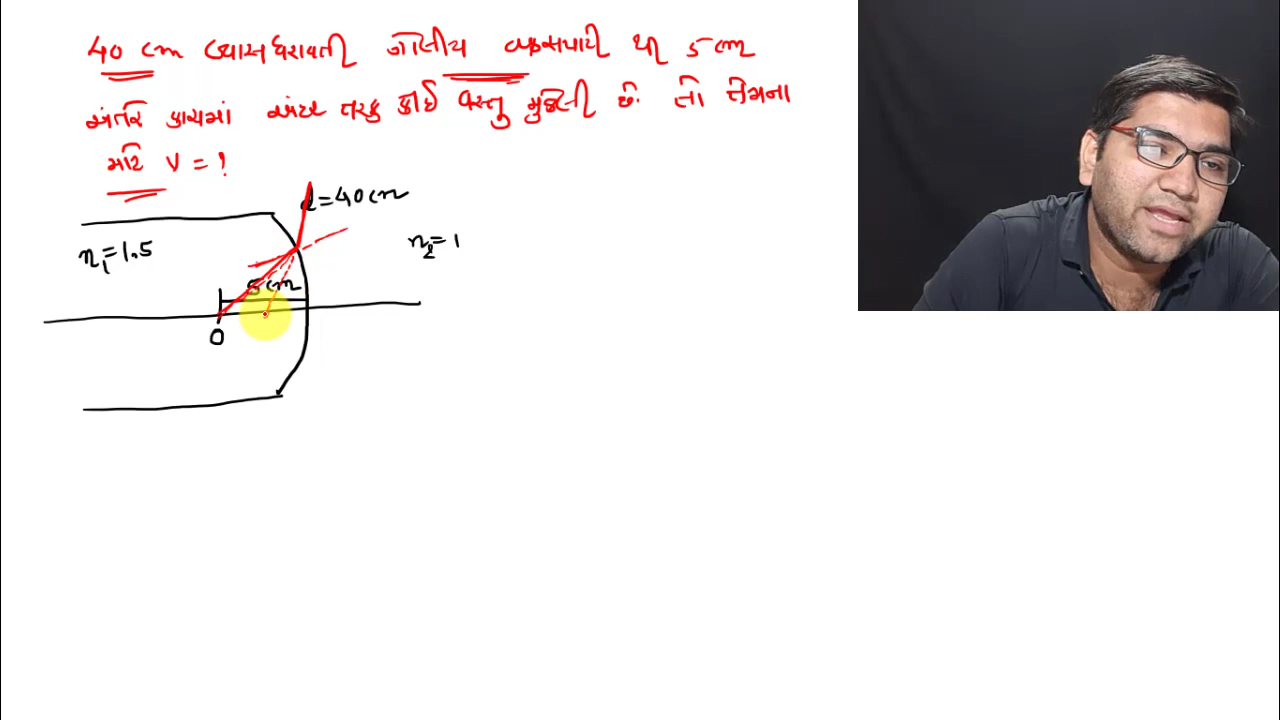 40 cm વ્યાસ ધરાવતી ગોલીય વક્રસપાટી થી 5 cm
અંતરે કાચમાં અંદર તરફ કોઈ વસ્તુ મુકેલી છે. તો તેમના
માટે V = ?
d = 40 cm
n₁ = 1.5
n₂ = 1
5 cm
O